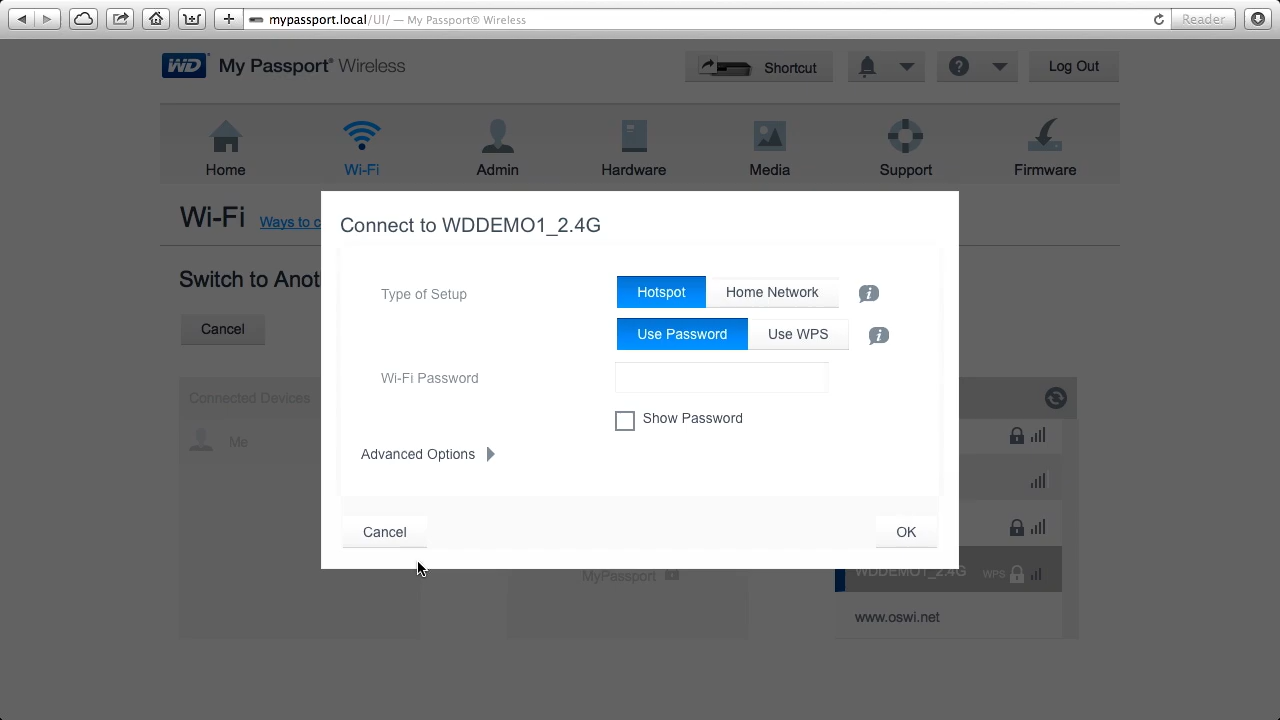 mypassport.local/UI/ — My Passport® Wireless
Reader
WD My Passport® Wireless
Shortcut
Log Out
Home
Wi-Fi
Admin
Hardware
Media
Support
Firmware
Wi-Fi Ways to c
Switch to Anot
Cancel
Connected Devices
Me
Connect to WDDEMO1_2.4G
Type of Setup
Hotspot
Home Network
Use Password
Use WPS
Wi-Fi Password
Show Password
Advanced Options
Cancel
OK
MyPassport
WDDEMO1_2.4G WPS
www.oswi.net